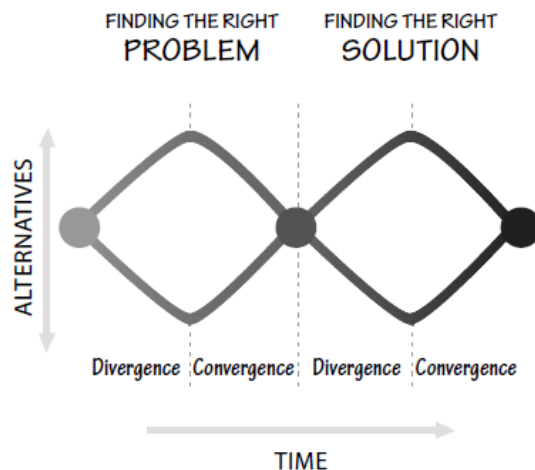 FINDING THE RIGHT
PROBLEM
FINDING THE RIGHT
SOLUTION
ALTERNATIVES
Divergence Convergence Divergence Convergence
TIME